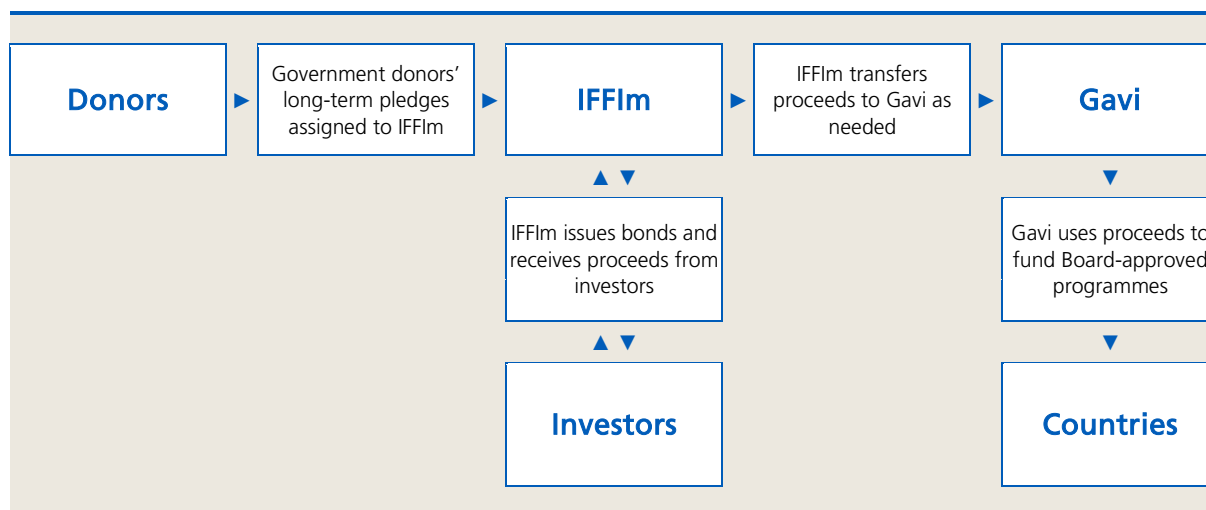 Donors
Government donors’
long-term pledges
assigned to IFFIm
IFFIm
IFFIm transfers
proceeds to Gavi as
needed
Gavi
IFFIm issues bonds and
receives proceeds from
investors
Gavi uses proceeds to
fund Board-approved
programmes
Investors
Countries